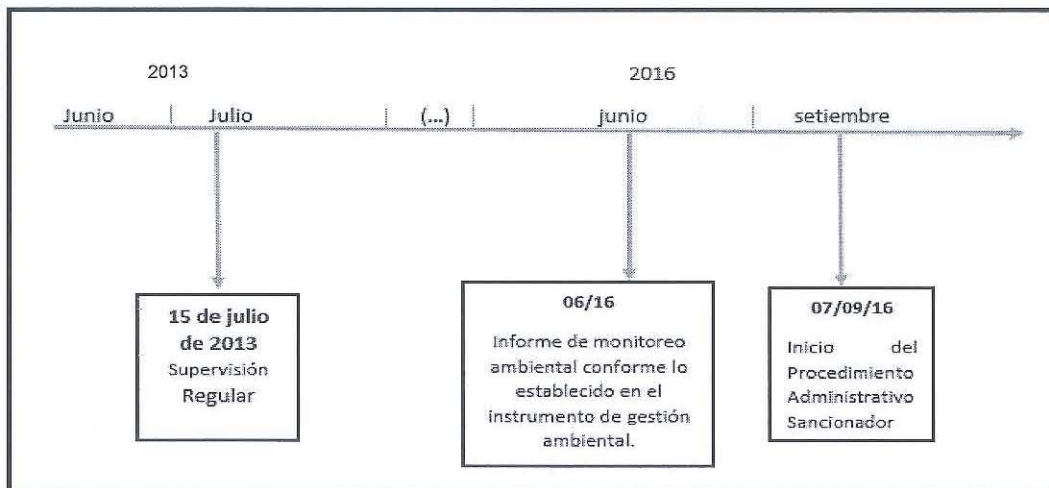 2013 2016
Junio Julio (...) junio setiembre
15 de julio
de 2013
Supervisión
Regular
06/16
Informe de monitoreo
ambiental conforme lo
establecido en el
instrumento de gestión
ambiental.
07/09/16
Inicio del
Procedimiento
Administrativo
Sancionador